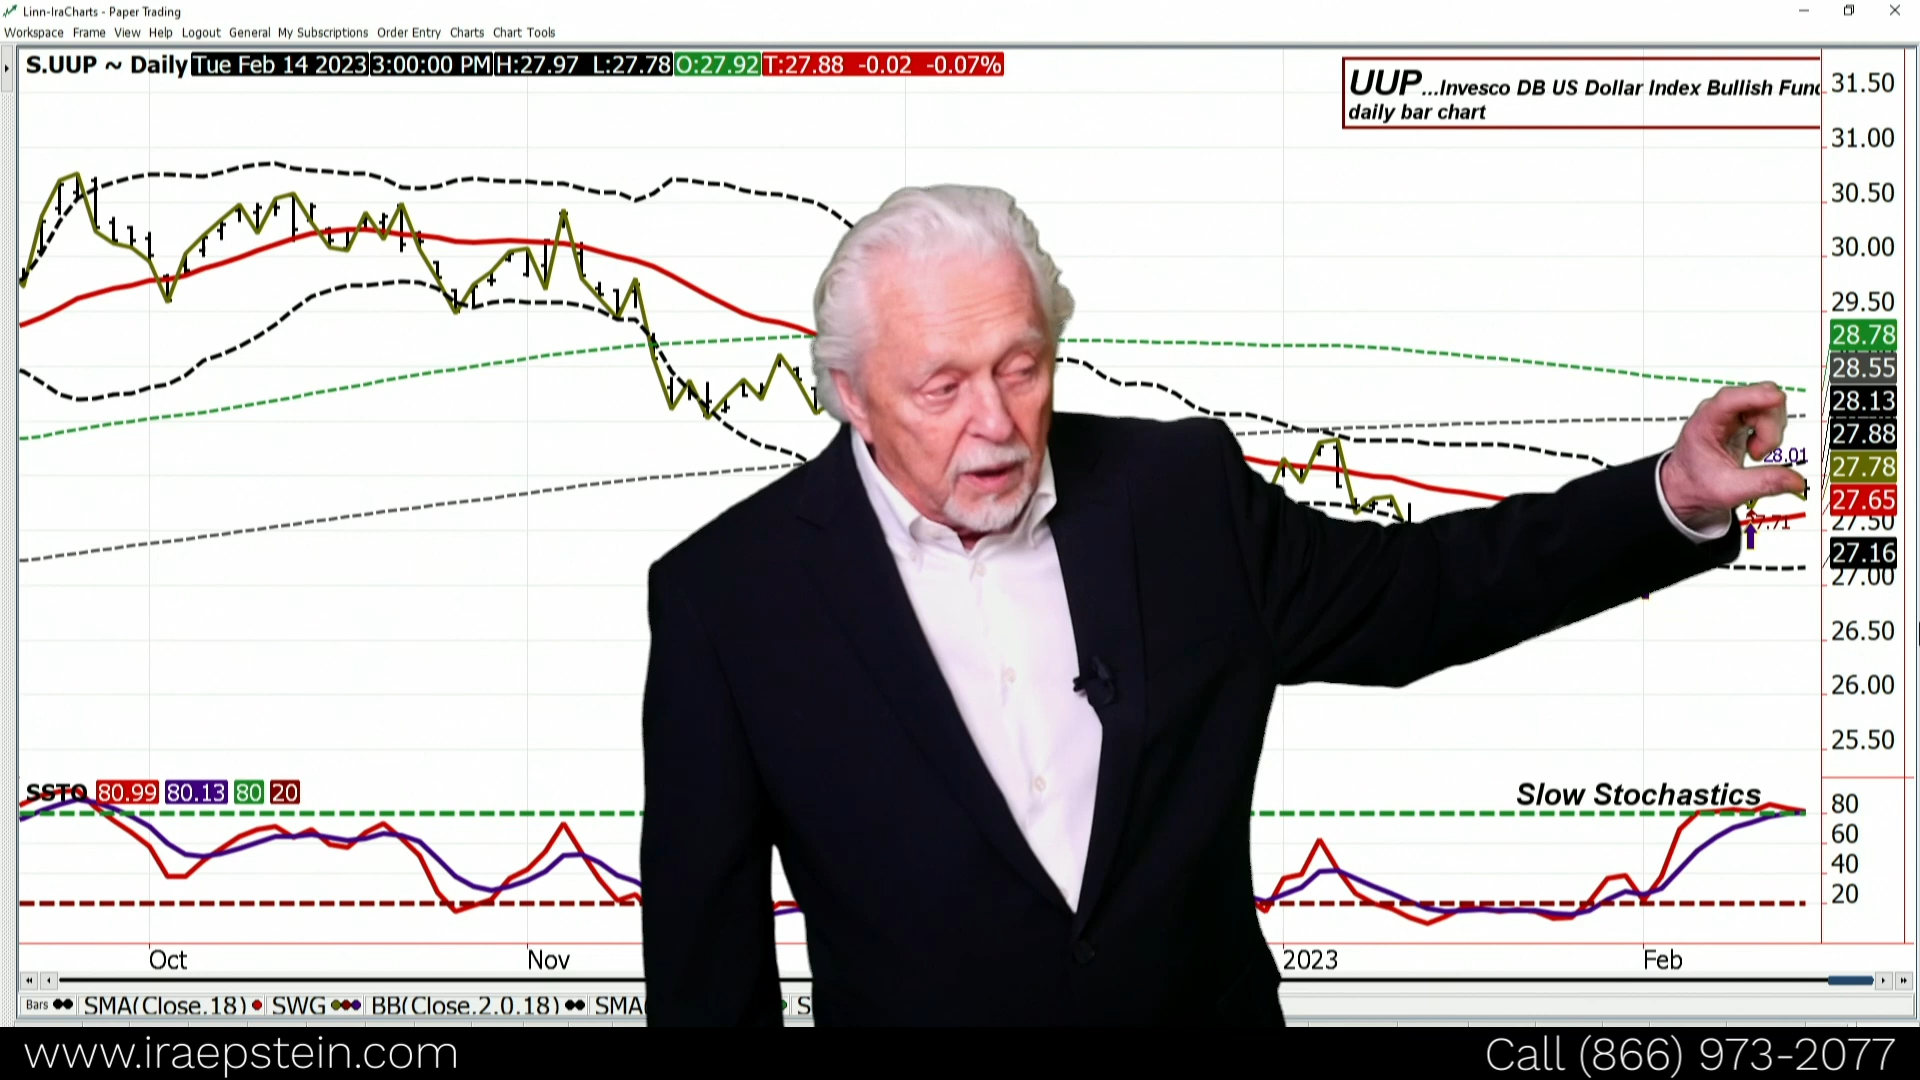 Linn-IraCharts - Paper Trading
Workspace Frame View Help Logout General My Subscriptions Order Entry Charts Chart Tools
S.UUP ~ Daily Tue Feb 14 2023 3:00:00 PM H:27.97 L:27.78 O:27.92 T:27.88 -0.02 -0.07%
UUP...Invesco DB US Dollar Index Bullish Fund
daily bar chart
31.50
31.00
30.50
30.00
29.50
28.78
28.55
28.13
27.88
28.01
27.78
27.65
27.50
27.16
27.00
26.50
26.00
25.50
SSTO 80.99 80.13 80 20
Slow Stochastics
80
60
40
20
Oct Nov 2023 Feb
Bars SMA(Close,18) SWG BB(Close,2.0,18) SMA S
www.iraepstein.com
Call (866) 973-2077